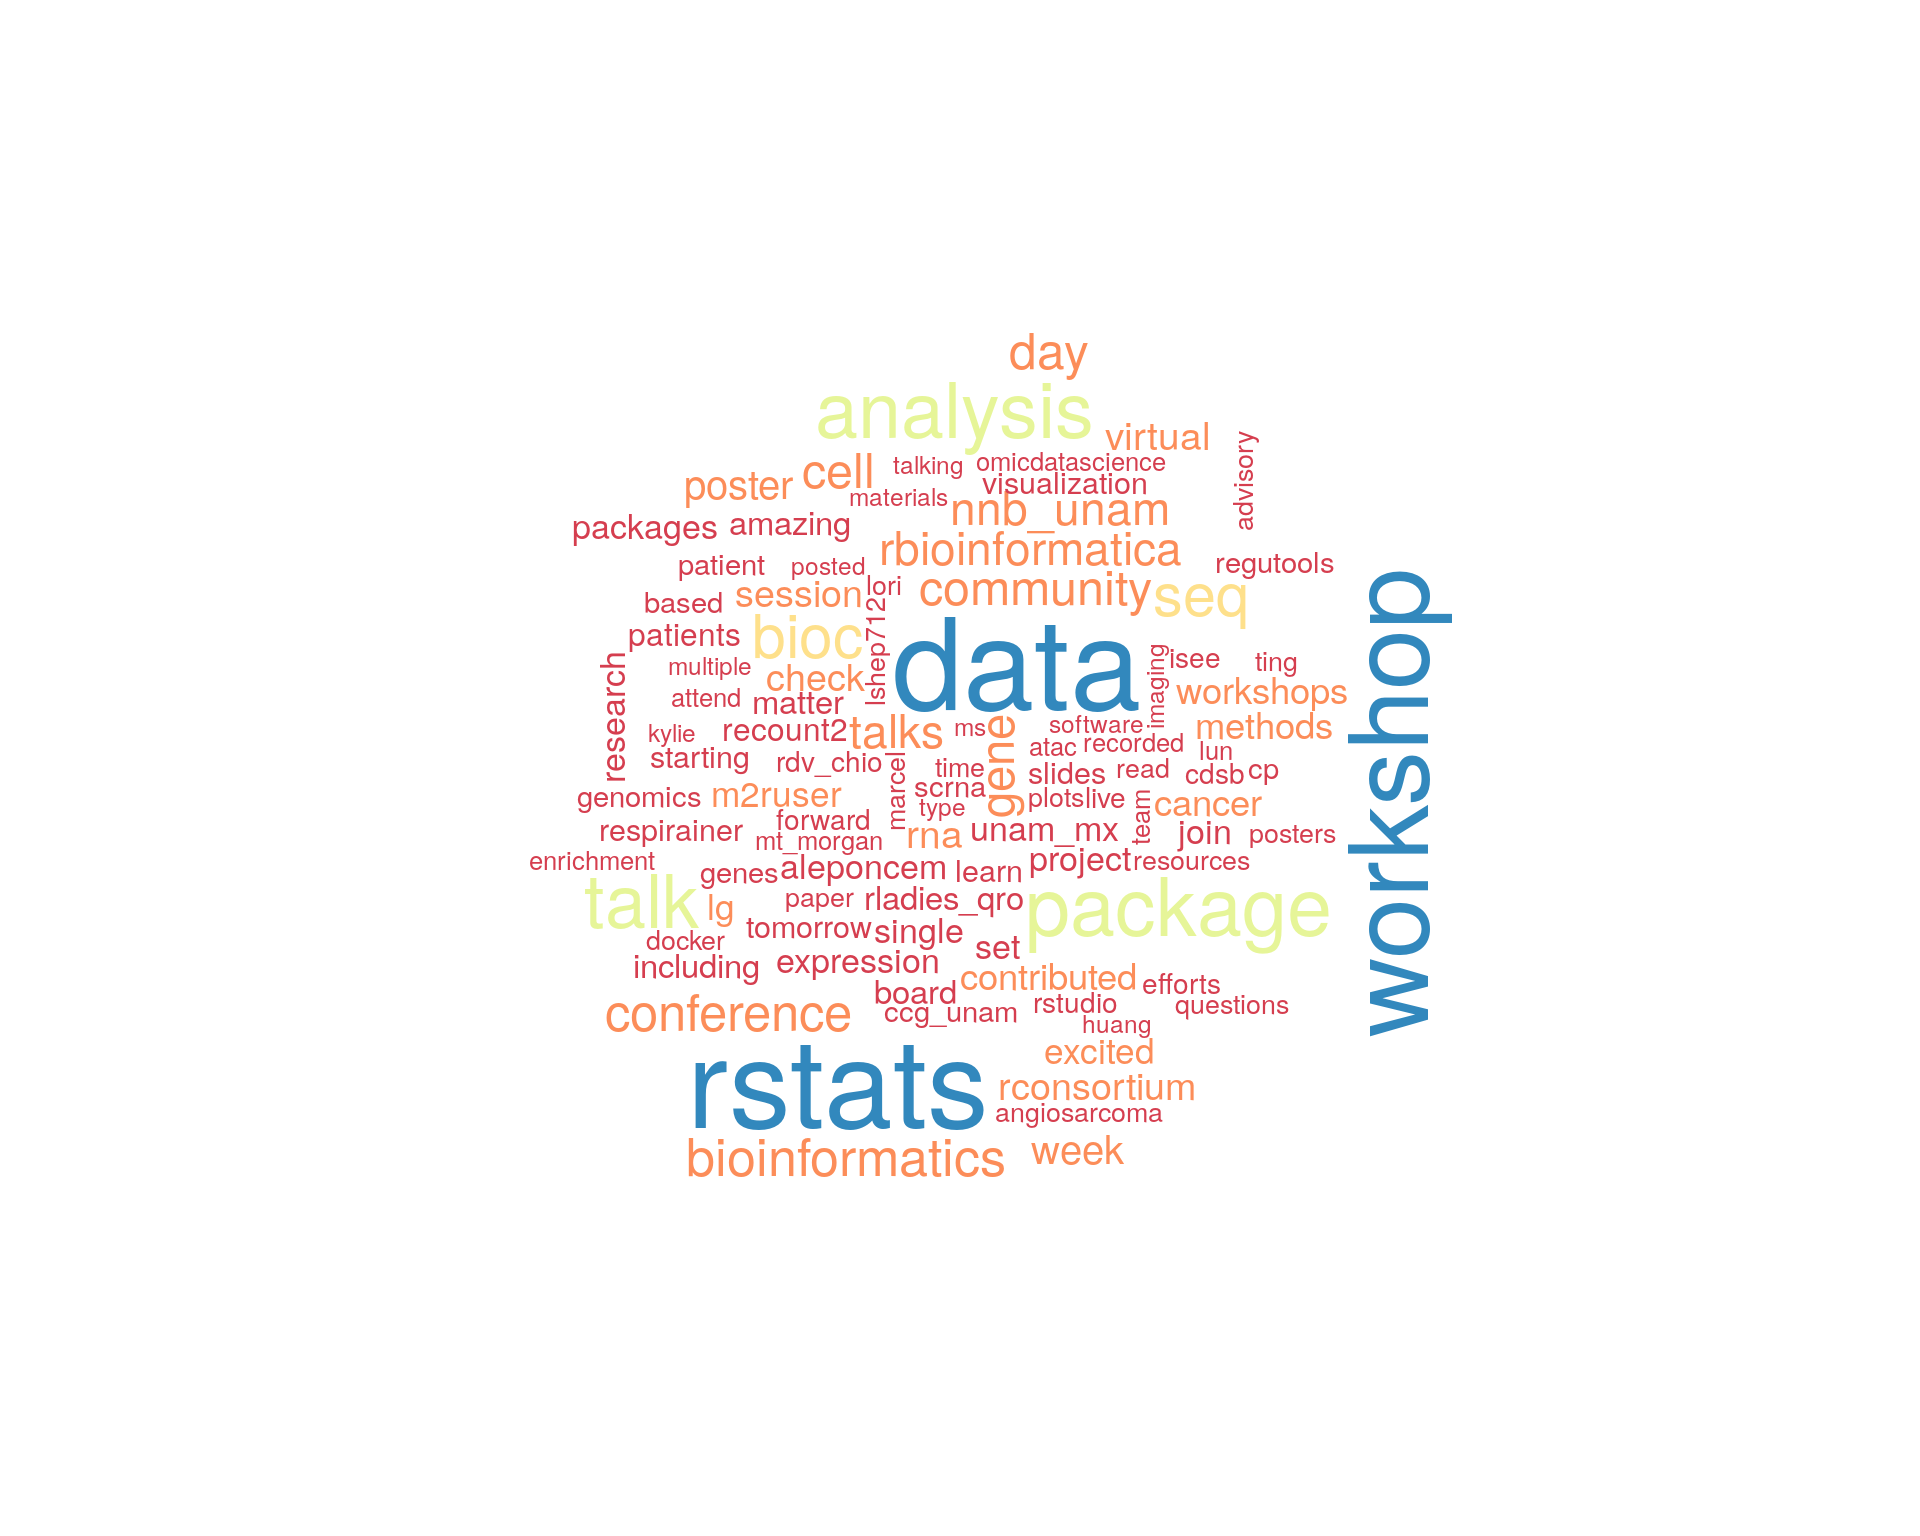 day
analysis
virtual
advisory
poster
cell
talking
omicdatascience
visualization
materials
nnb_unam
packages
amazing
rbioinformatica
regutools
patient
posted
lori
community
seq
based
session
lshep712
patients
bioc
data
workshop
multiple
check
imaging
isee
ting
research
attend
matter
workshops
kylie
recount2
talks
ms
gene
software
methods
starting
rdv_chio
marcel
time
atac
recorded
lun
scrna
slides
read
cdsb
cp
genomics
m2ruser
type
plots
live
team
cancer
respirainer
forward
mt_morgan
rna
unam_mx
join
posters
enrichment
genes
aleponcem
learn
project
resources
talk
lg
paper
rladies_qro
package
docker
tomorrow
single
set
including
expression
contributed
efforts
conference
board
ccg_unam
rstudio
questions
huang
rstats
excited
rconsortium
angiosarcoma
bioinformatics
week